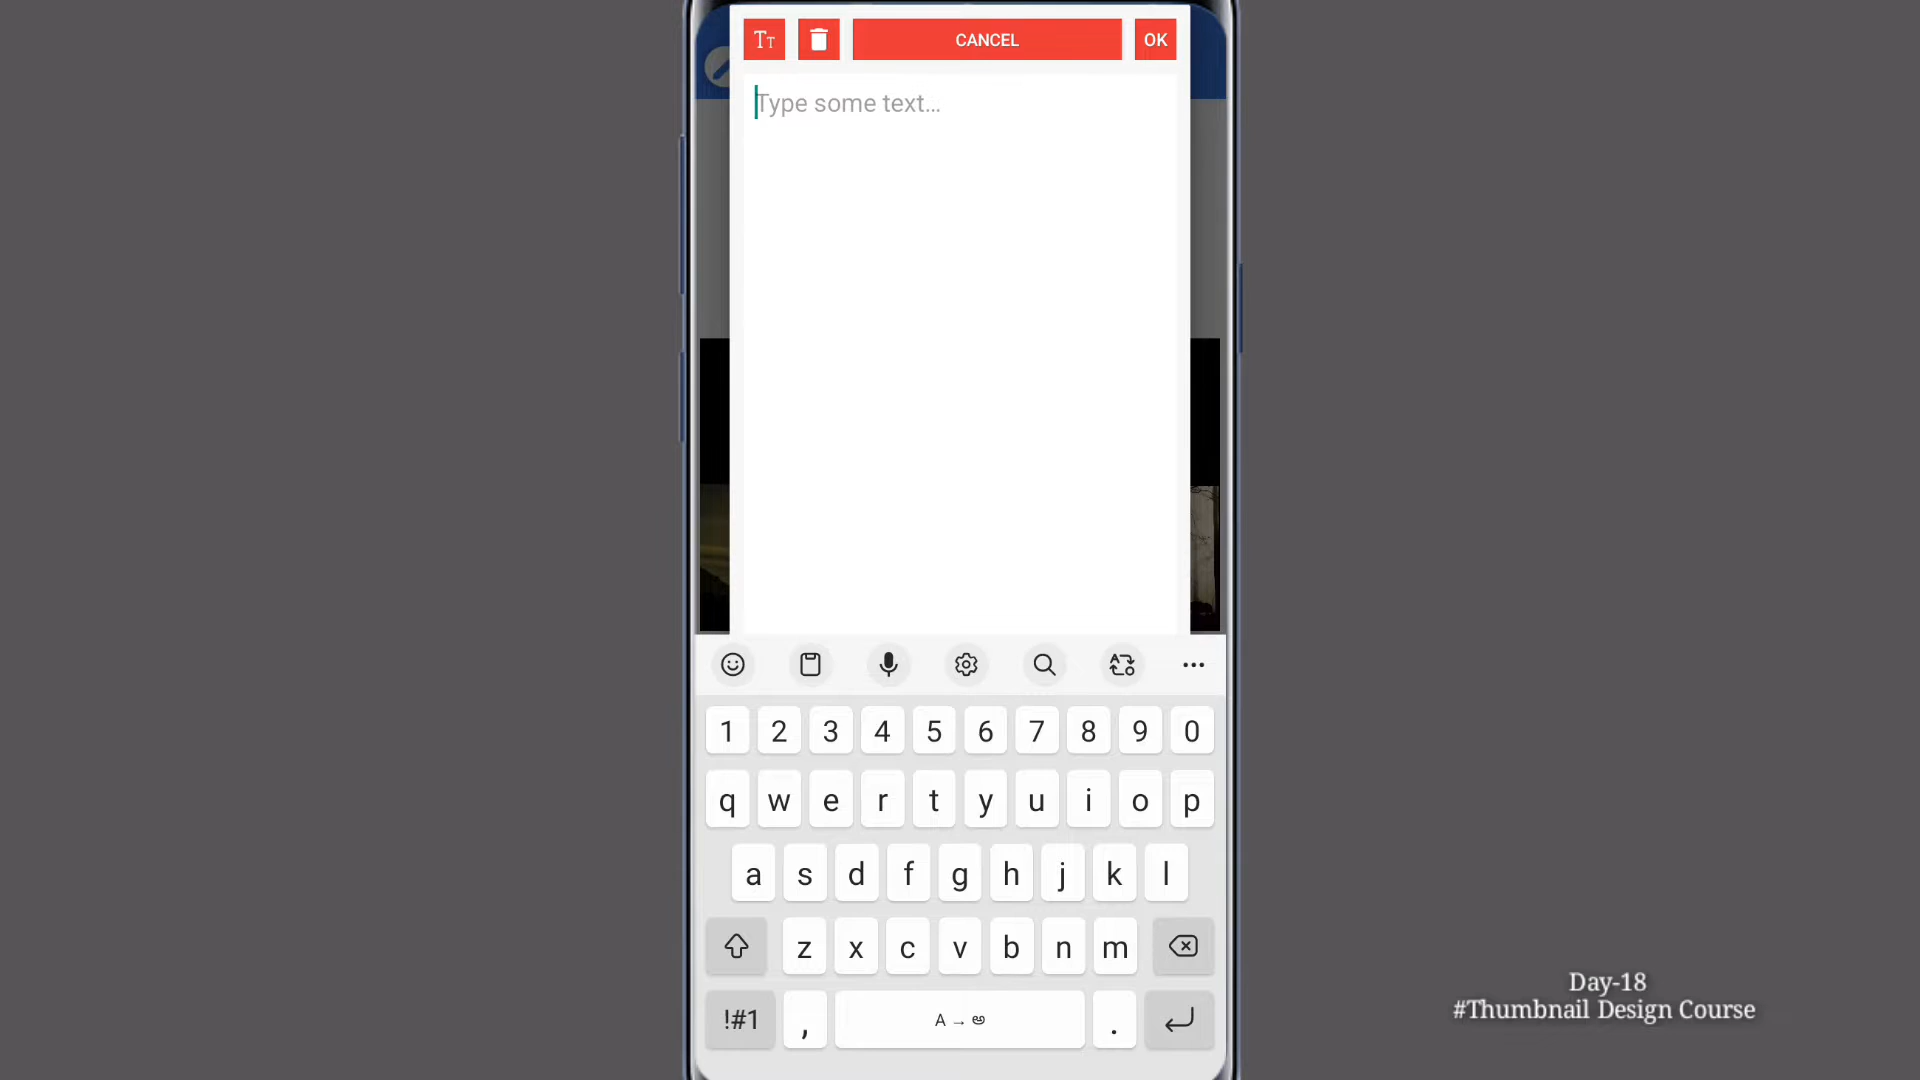 TT
CANCEL
OK
Type some text...
1 2 3 4 5 6 7 8 9 0
q w e r t y u i o p
a s d f g h j k l
z x c v b n m
!#1 , A → అ .
Day-18
#Thumbnail Design Course